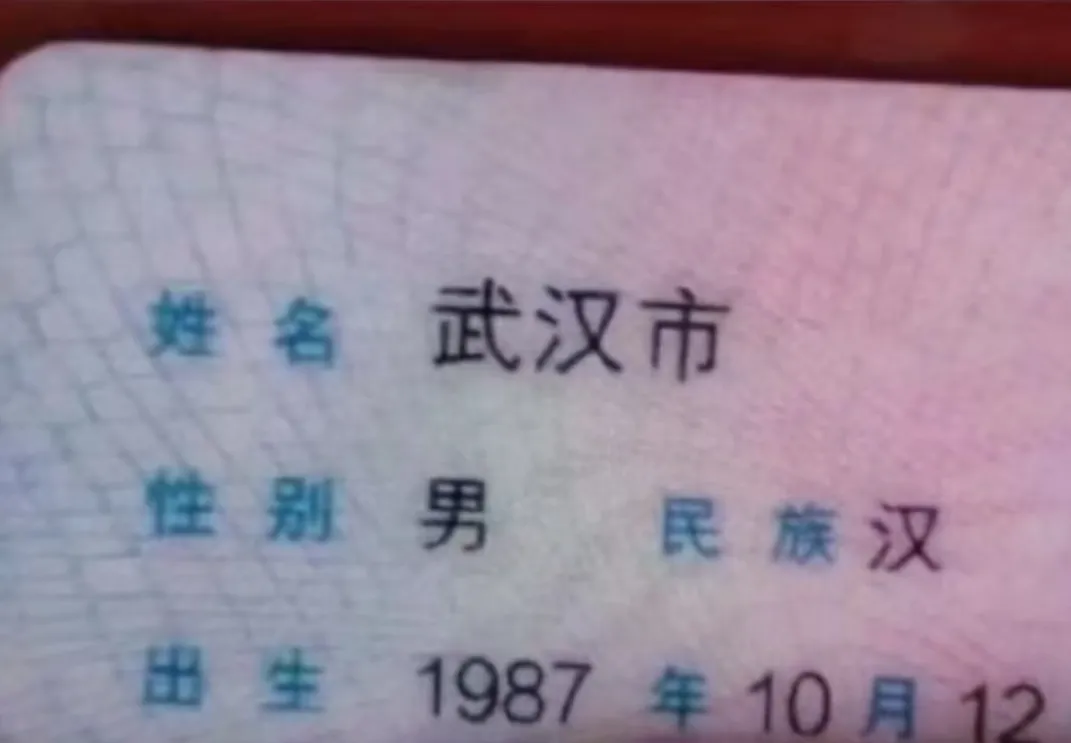 姓名 武汉市
性别 男 民族 汉
出生 1987 年 10 月 12